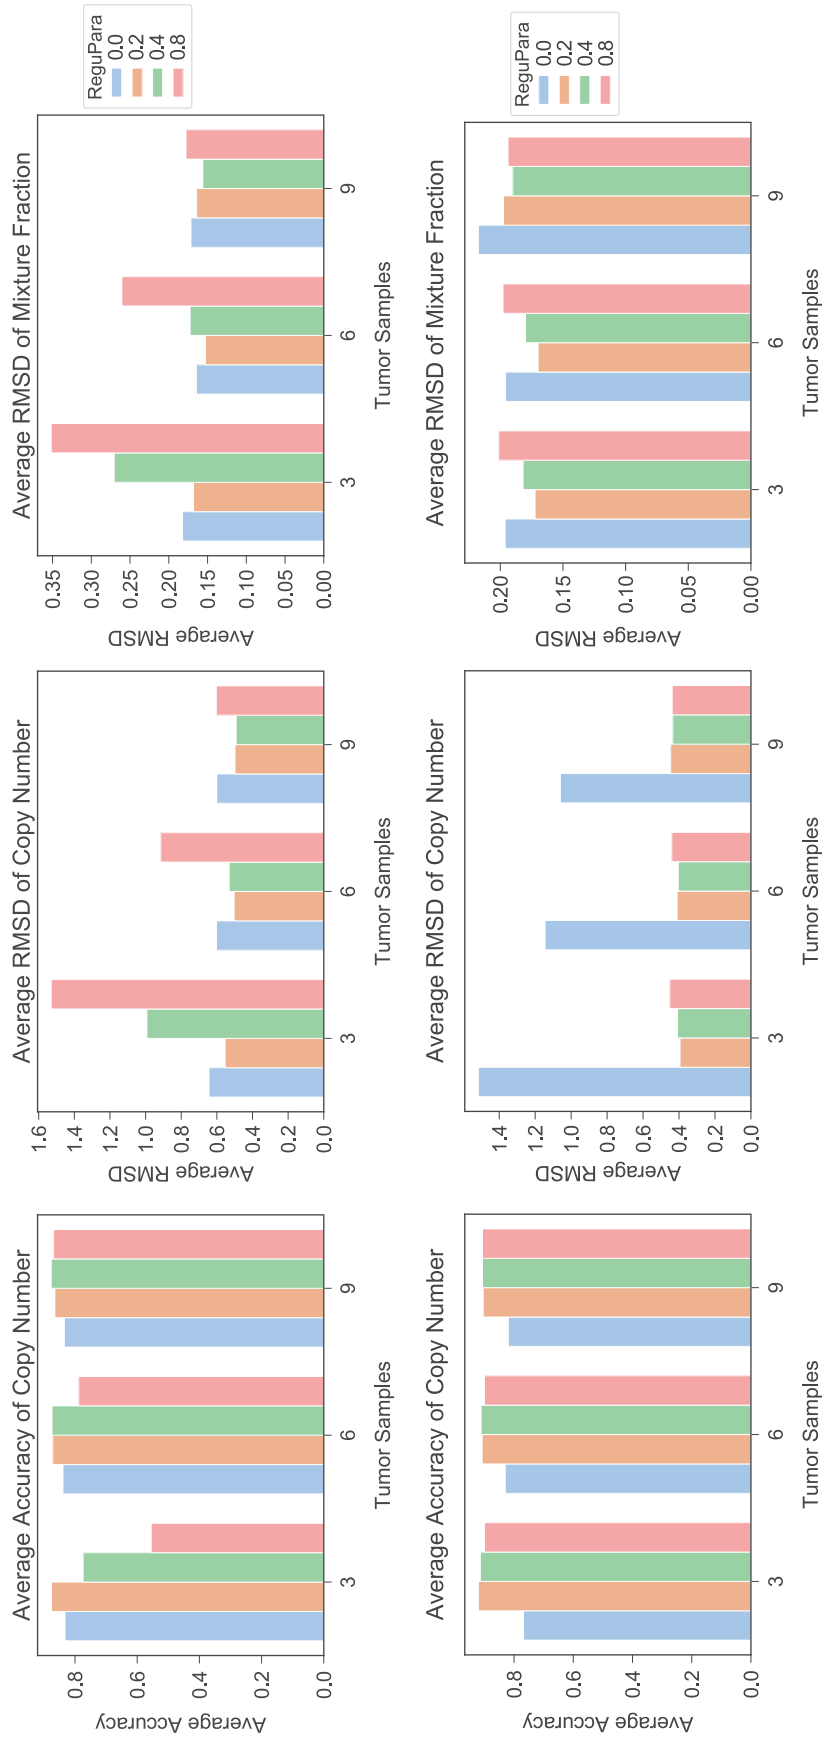 Average Accuracy of Copy Number
Average Accuracy
0.8
0.6
0.4
0.2
0.0
3 6 9
Tumor Samples
Average RMSD of Copy Number
Average RMSD
1.6
1.4
1.2
1.0
0.8
0.6
0.4
0.2
0.0
3 6 9
Tumor Samples
Average RMSD of Mixture Fraction
Average RMSD
0.35
0.30
0.25
0.20
0.15
0.10
0.05
0.00
3 6 9
Tumor Samples
ReguPara
0.0
0.2
0.4
0.8
Average Accuracy of Copy Number
Average Accuracy
0.8
0.6
0.4
0.2
0.0
3 6 9
Tumor Samples
Average RMSD of Copy Number
Average RMSD
1.4
1.2
1.0
0.8
0.6
0.4
0.2
0.0
3 6 9
Tumor Samples
Average RMSD of Mixture Fraction
Average RMSD
0.20
0.15
0.10
0.05
0.00
3 6 9
Tumor Samples
ReguPara
0.0
0.2
0.4
0.8